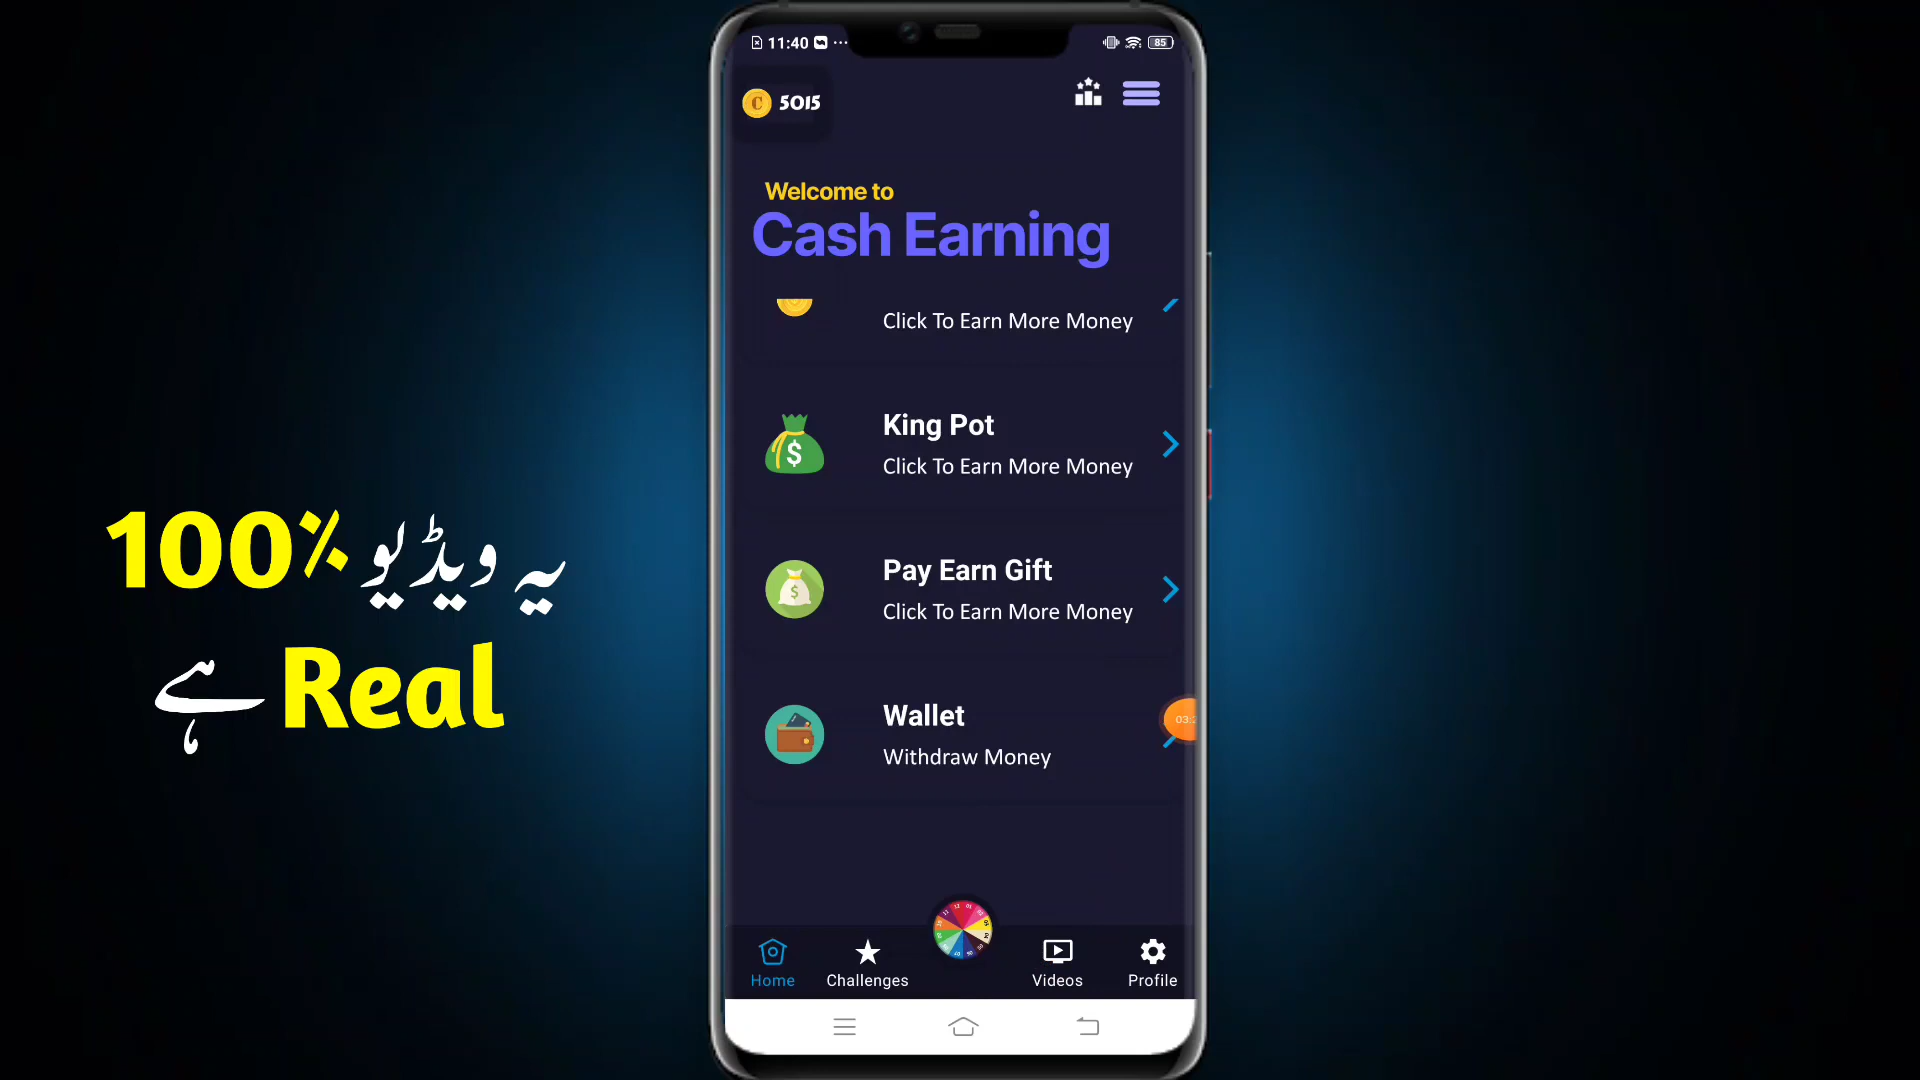 11:40
85
5015
Welcome to
Cash Earning
Click To Earn More Money
King Pot
Click To Earn More Money
Pay Earn Gift
Click To Earn More Money
Wallet
Withdraw Money
Home
Challenges
Videos
Profile
یہ ویڈیو 100%
Real ہے